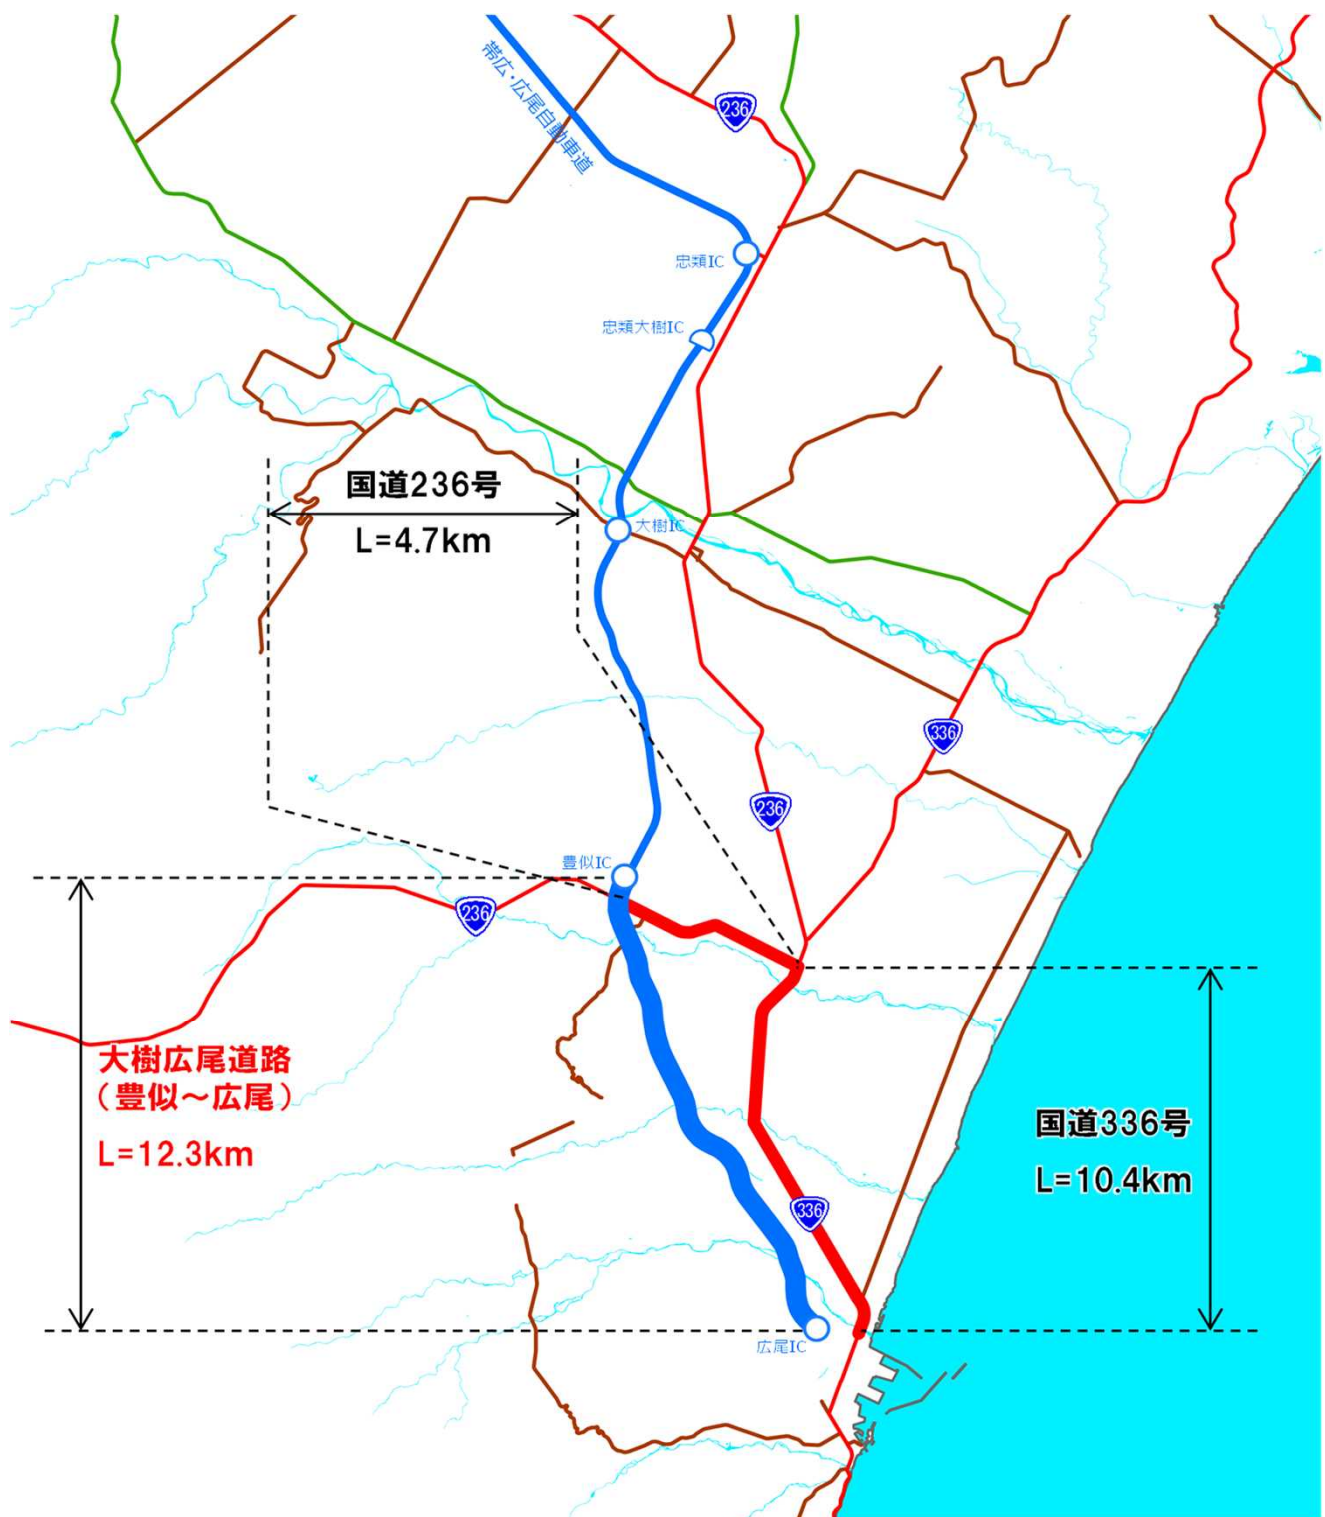 帯広・広尾自動車道
236
忠類IC
忠類大樹IC
国道236号
L=4.7km
大樹IC
336
236
豊似IC
236
大樹広尾道路
（豊似～広尾）
L=12.3km
国道336号
L=10.4km
336
広尾IC